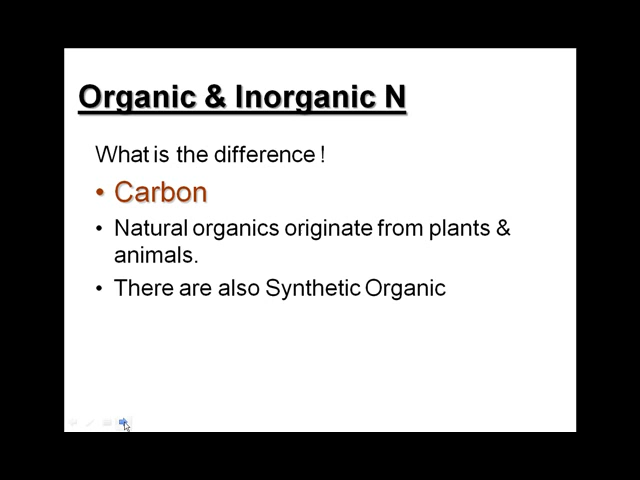 Organic & Inorganic N
What is the difference !
• Carbon
• Natural organics originate from plants &
animals.
• There are also Synthetic Organic